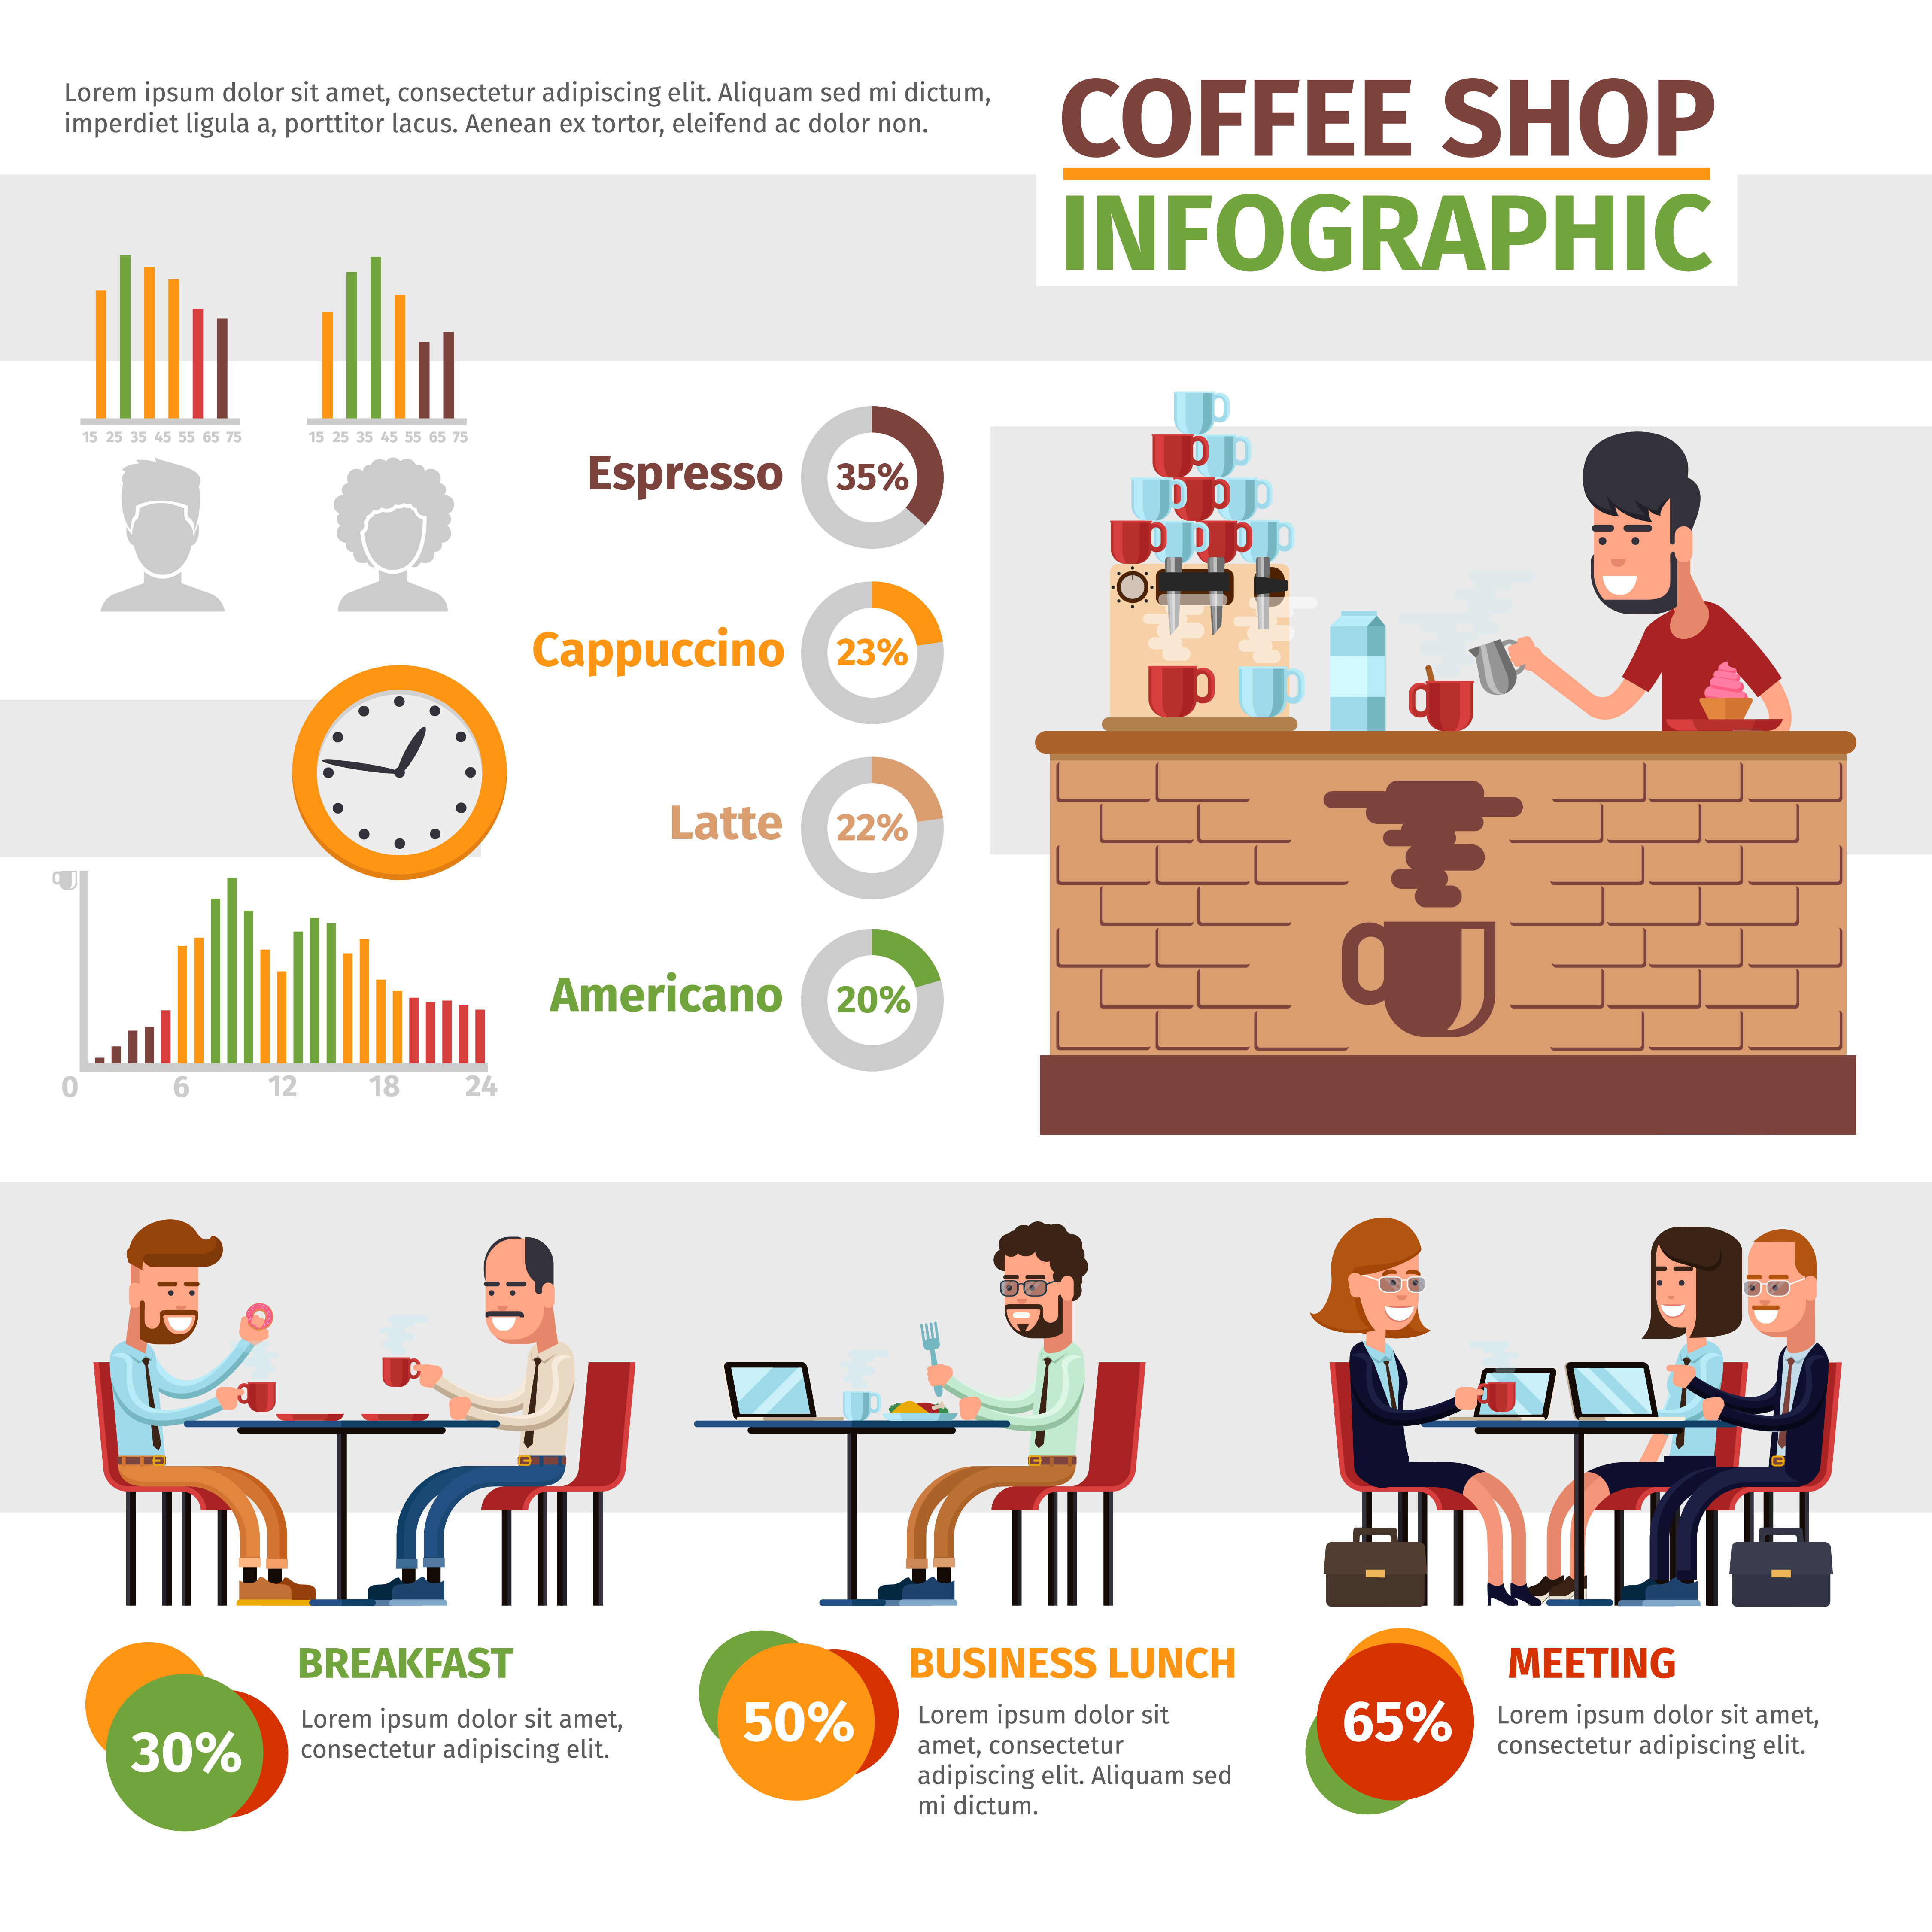 Lorem ipsum dolor sit amet, consectetur adipiscing elit. Aliquam sed mi dictum,
imperdiet ligula a, porttitor lacus. Aenean ex tortor, eleifend ac dolor non.
COFFEE SHOP
INFOGRAPHIC
15 25 35 45 55 65 75
15 25 35 45 55 65 75
Espresso
35%
Cappuccino
23%
Latte
22%
Americano
20%
0 6 12 18 24
BREAKFAST
30%
Lorem ipsum dolor sit amet,
consectetur adipiscing elit.
BUSINESS LUNCH
50%
Lorem ipsum dolor sit
amet, consectetur
adipiscing elit. Aliquam sed
mi dictum.
MEETING
65%
Lorem ipsum dolor sit amet,
consectetur adipiscing elit.